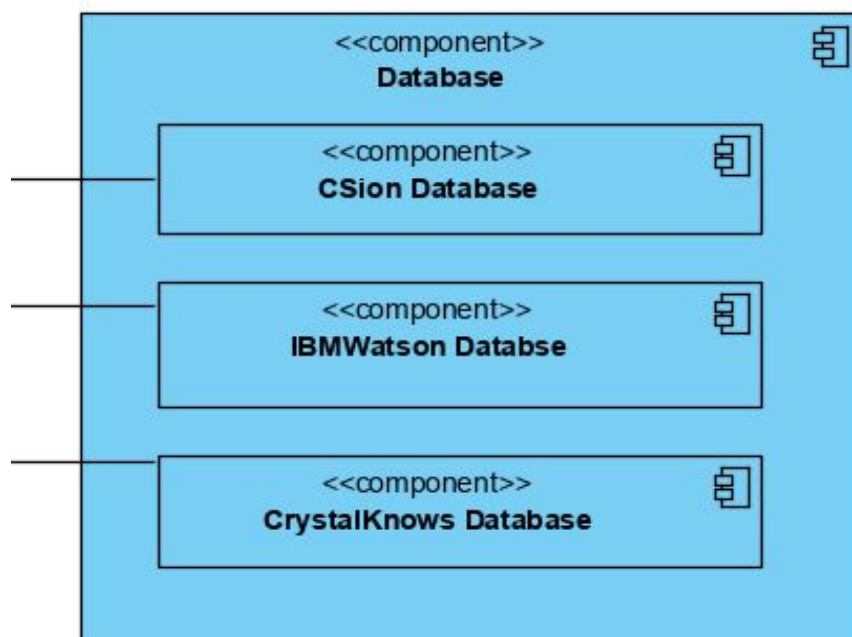 <<component>>
Database
<<component>>
CSion Database
<<component>>
IBMWatson Databse
<<component>>
CrystalKnows Database